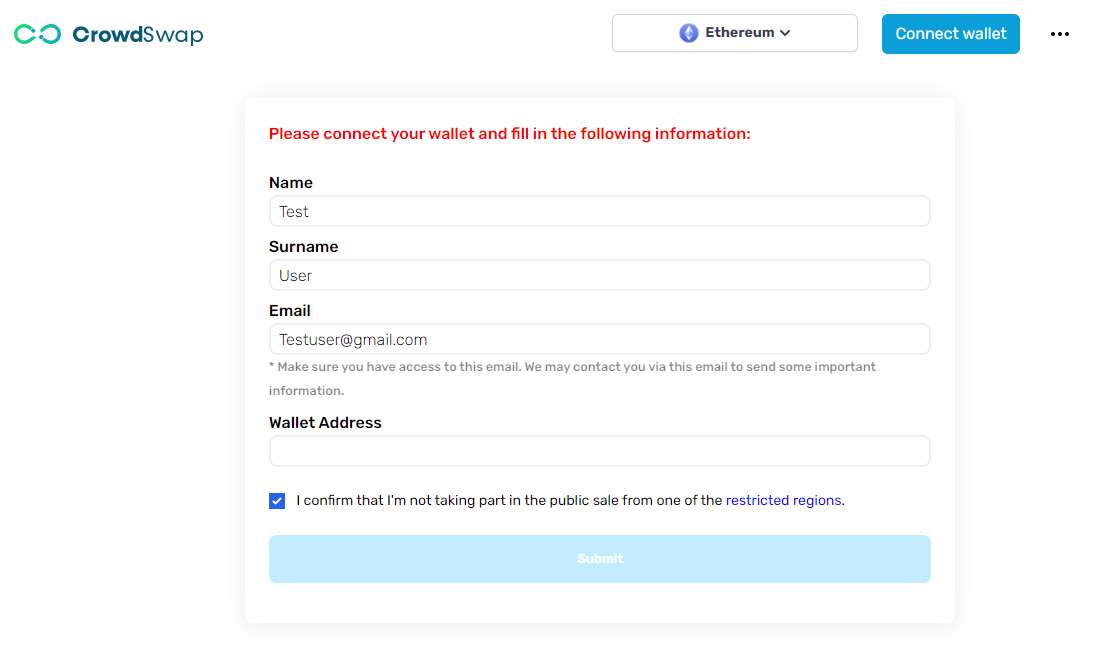 CrowdSwap
Ethereum
Connect wallet
Please connect your wallet and fill in the following information:
Name
Test
Surname
User
Email
Testuser@gmail.com
* Make sure you have access to this email. We may contact you via this email to send some important
information.
Wallet Address
I confirm that I'm not taking part in the public sale from one of the restricted regions.
Submit